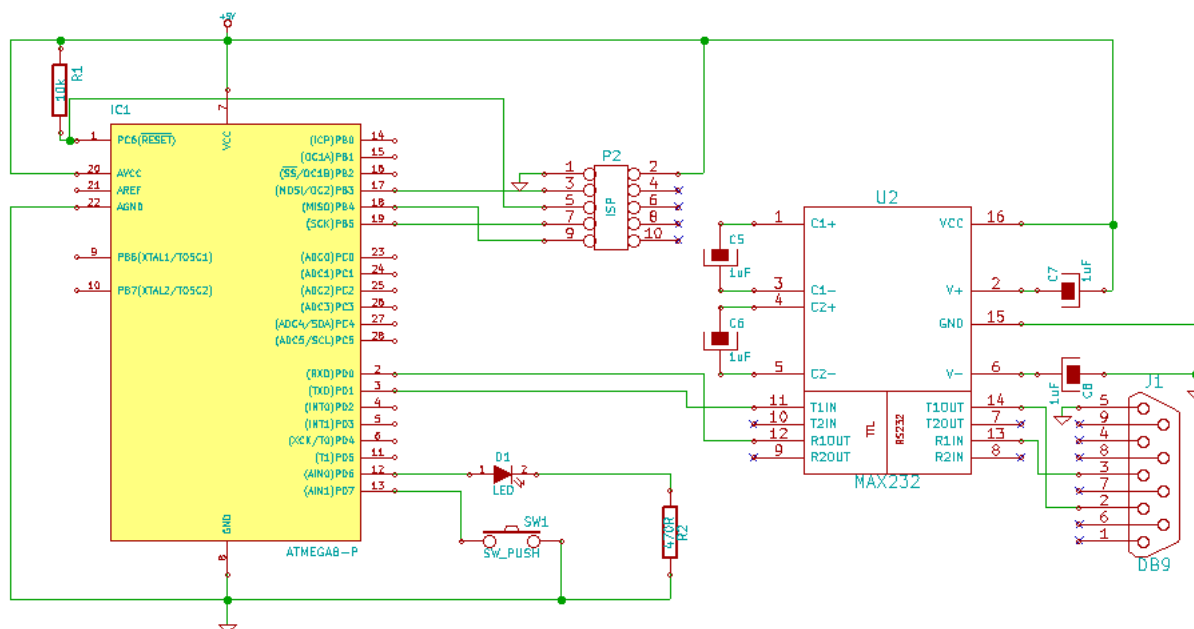 +5V
R1
10k
IC1
7
VCC
1 PC6(RESET)
20 AVCC
21 AREF
22 AGND
9 PB6(XTAL1/TOSC1)
10 PB7(XTAL2/TOSC2)
(ICP)PB0 14
(OC1A)PB1 15
(SS/OC1B)PB2 16
(MOSI/OC2)PB3 17
(MISO)PB4 18
(SCK)PB5 19
(ADC0)PC0 23
(ADC1)PC1 24
(ADC2)PC2 25
(ADC3)PC3 26
(ADC4/SDA)PC4 27
(ADC5/SCL)PC5 28
(RXD)PD0 2
(TXD)PD1 3
(INT0)PD2 4
(INT1)PD3 5
(XCK/T0)PD4 6
(T1)PD5 11
(AIN0)PD6 12
(AIN1)PD7 13
GND
8
ATMEGA8-P
P2
1 2
3 4
5 6
7 8
9 10
ISP
D1
1 2
LED
SW1
SW_PUSH
470R
R2
U2
1 C1+
3 C1-
4 C2+
5 C2-
VCC 16
V+ 2
GND 15
V- 6
11 T1IN
10 T2IN
12 R1OUT
9 R2OUT
TTL
RS232
T1OUT 14
T2OUT 7
R1IN 13
R2IN 8
MAX232
C5
1uF
C6
1uF
C7
1uF
C8
1uF
J1
5
9
4
8
3
7
2
6
1
DB9